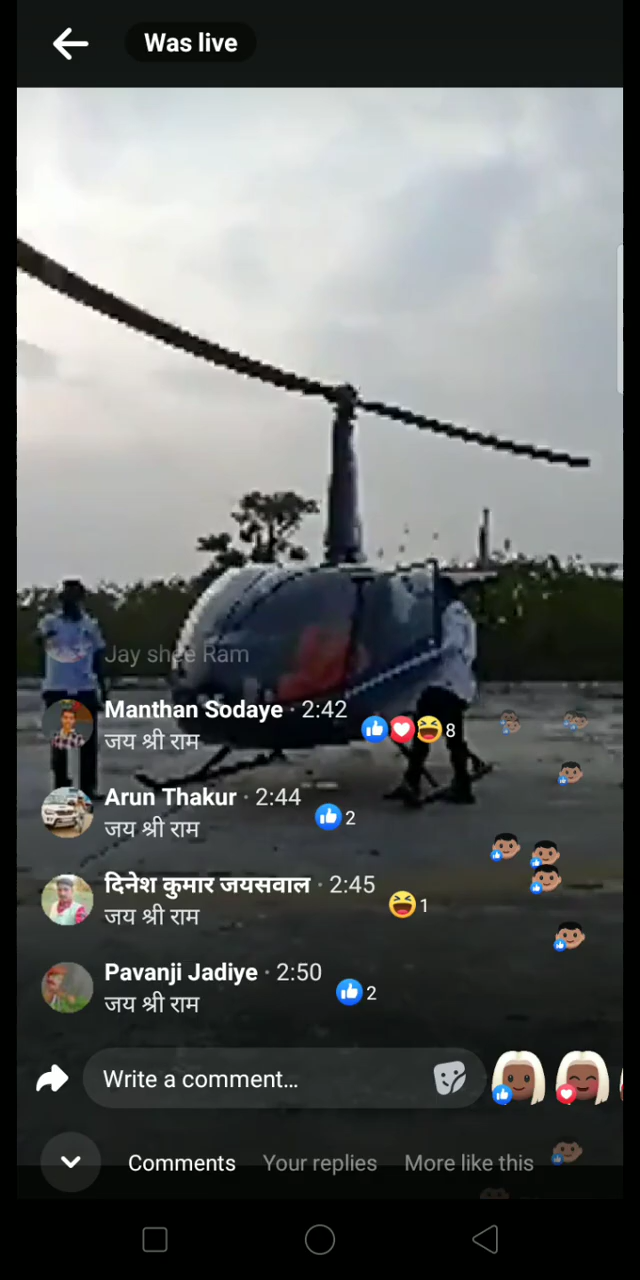 Was live
Jay shee Ram
Manthan Sodaye · 2:42
जय श्री राम
8
Arun Thakur · 2:44
जय श्री राम
2
दिनेश कुमार जयसवाल · 2:45
जय श्री राम
1
Pavanji Jadiye · 2:50
जय श्री राम
2
Write a comment...
Comments Your replies More like this